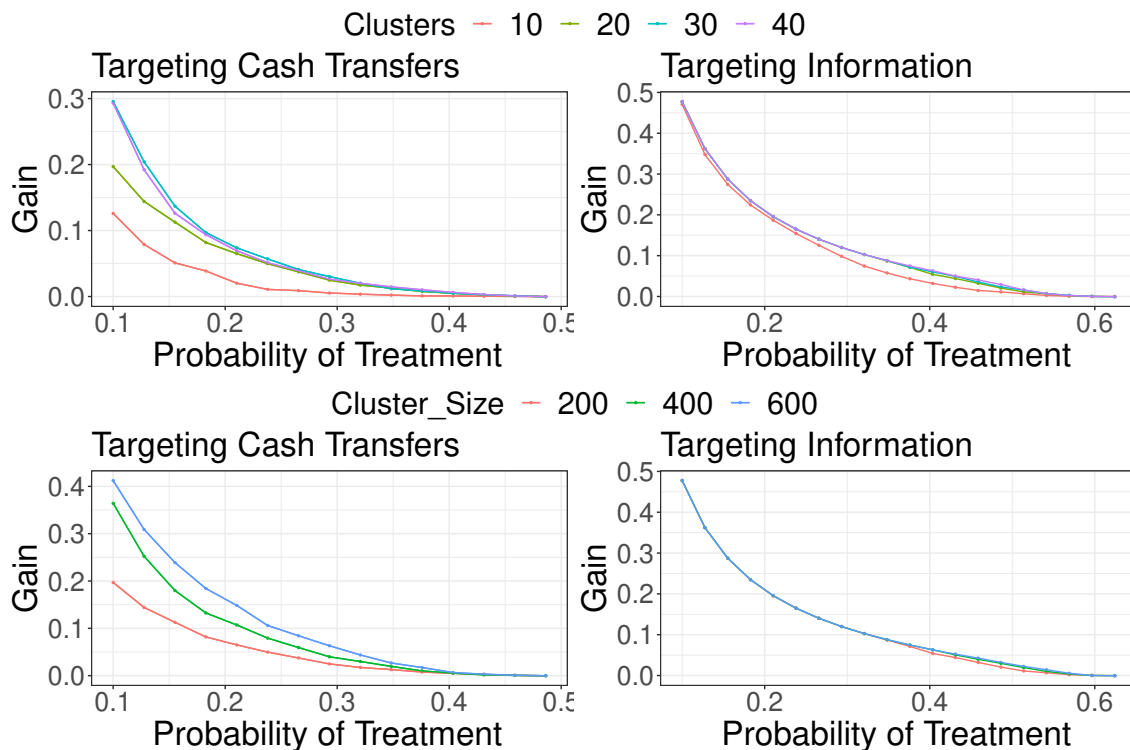 Clusters 10 20 30 40
Targeting Cash Transfers
Gain
0.3
0.2
0.1
0.0
0.1 0.2 0.3 0.4 0.5
Probability of Treatment
Targeting Information
Gain
0.5
0.4
0.3
0.2
0.1
0.0
0.2 0.4 0.6
Probability of Treatment
Cluster_Size 200 400 600
Targeting Cash Transfers
Gain
0.4
0.3
0.2
0.1
0.0
0.1 0.2 0.3 0.4 0.5
Probability of Treatment
Targeting Information
Gain
0.5
0.4
0.3
0.2
0.1
0.0
0.2 0.4 0.6
Probability of Treatment